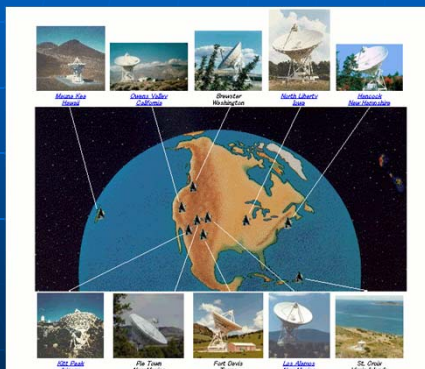 Mauna Kea
Hawaii
Owens Valley
California
Brewster
Washington
North Liberty
Iowa
Hancock
New Hampshire
Kitt Peak
Pie Town
Fort Davis
Los Alamos
St. Croix